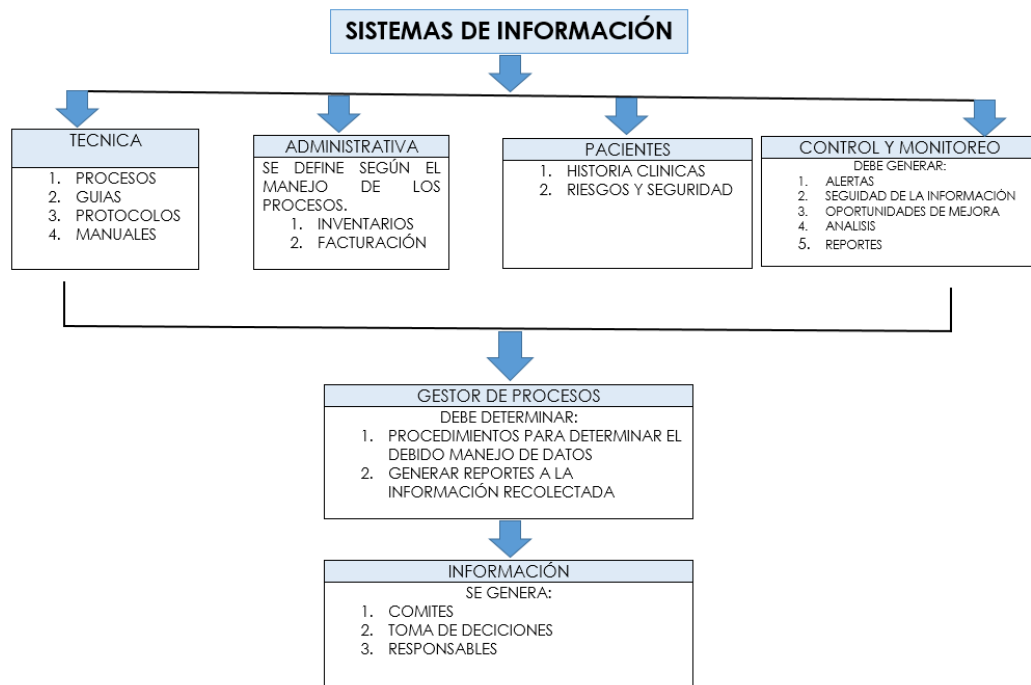 SISTEMAS DE INFORMACIÓN
TECNICA
1. PROCESOS
2. GUIAS
3. PROTOCOLOS
4. MANUALES
ADMINISTRATIVA
SE DEFINE SEGÚN EL
MANEJO DE LOS
PROCESOS.
1. INVENTARIOS
2. FACTURACIÓN
PACIENTES
1. HISTORIA CLINICAS
2. RIESGOS Y SEGURIDAD
CONTROL Y MONITOREO
DEBE GENERAR:
1. ALERTAS
2. SEGUIDAD DE LA INFORMACIÓN
3. OPORTUNIDADES DE MEJORA
4. ANALISIS
5. REPORTES
GESTOR DE PROCESOS
DEBE DETERMINAR:
1. PROCEDIMIENTOS PARA DETERMINAR EL
DEBIDO MANEJO DE DATOS
2. GENERAR REPORTES A LA
INFORMACIÓN RECOLECTADA
INFORMACIÓN
SE GENERA:
1. COMITES
2. TOMA DE DECICIONES
3. RESPONSABLES